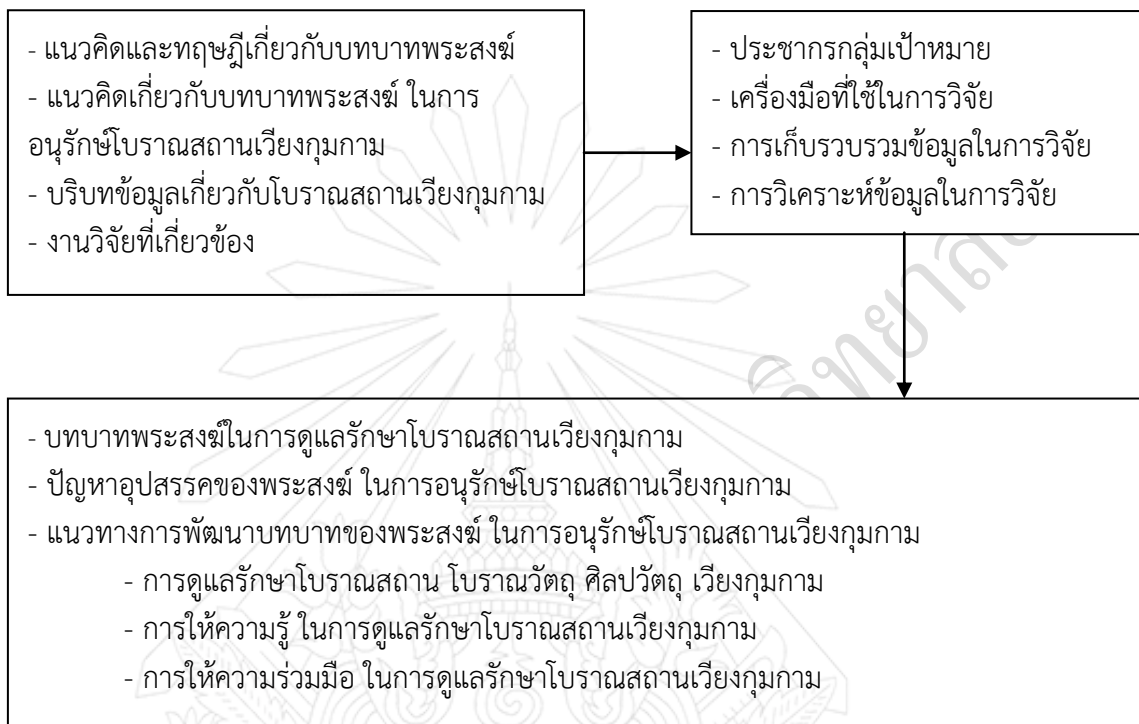 - แนวคิดและทฤษฎีเกี่ยวกับบทบาทพระสงฆ์
- แนวคิดเกี่ยวกับบทบาทพระสงฆ์ ในการ
อนุรักษ์โบราณสถานเวียงกุมกาม
- บริบทข้อมูลเกี่ยวกับโบราณสถานเวียงกุมกาม
- งานวิจัยที่เกี่ยวข้อง
- ประชากรกลุ่มเป้าหมาย
- เครื่องมือที่ใช้ในการวิจัย
- การเก็บรวบรวมข้อมูลในการวิจัย
- การวิเคราะห์ข้อมูลในการวิจัย
- บทบาทพระสงฆ์ในการดูแลรักษาโบราณสถานเวียงกุมกาม
- ปัญหาอุปสรรคของพระสงฆ์ ในการอนุรักษ์โบราณสถานเวียงกุมกาม
- แนวทางการพัฒนาบทบาทของพระสงฆ์ ในการอนุรักษ์โบราณสถานเวียงกุมกาม
- การดูแลรักษาโบราณสถาน โบราณวัตถุ ศิลปวัตถุ เวียงกุมกาม
- การให้ความรู้ ในการดูแลรักษาโบราณสถานเวียงกุมกาม
- การให้ความร่วมมือ ในการดูแลรักษาโบราณสถานเวียงกุมกาม